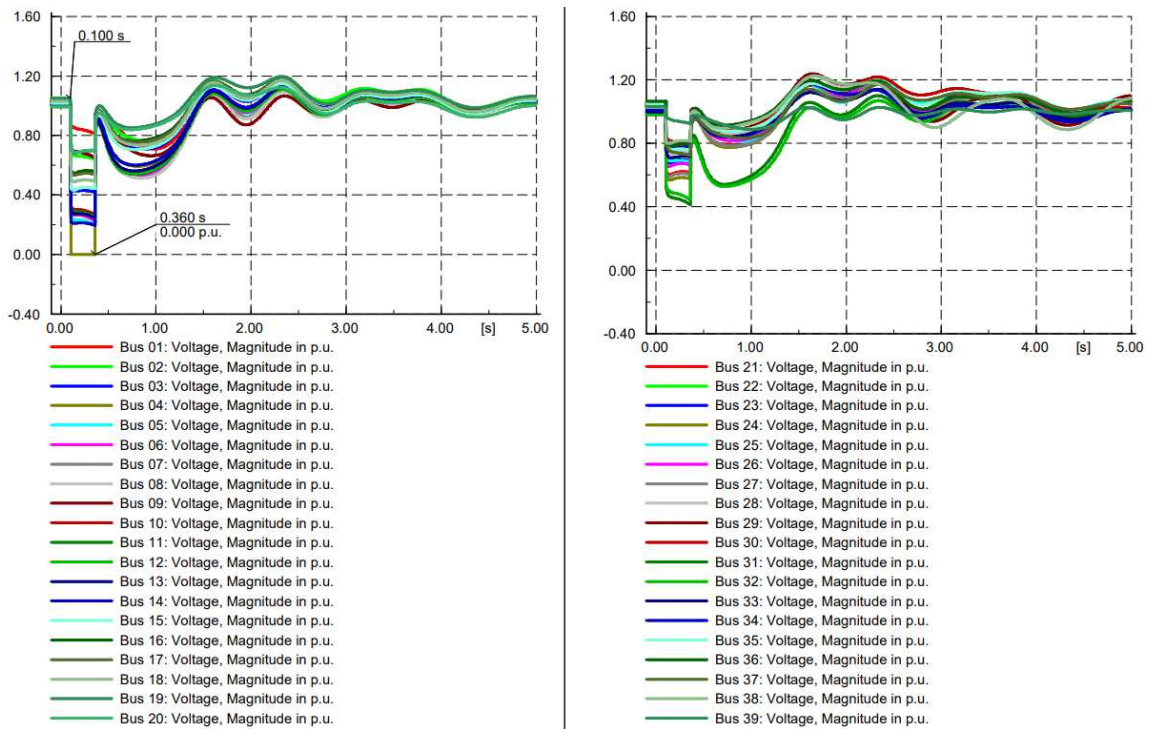 1.60
1.20
0.80
0.40
0.00
-0.40
0.100 s
0.360 s
0.000 p.u.
0.00 1.00 2.00 3.00 4.00 [s] 5.00
Bus 01: Voltage, Magnitude in p.u.
Bus 02: Voltage, Magnitude in p.u.
Bus 03: Voltage, Magnitude in p.u.
Bus 04: Voltage, Magnitude in p.u.
Bus 05: Voltage, Magnitude in p.u.
Bus 06: Voltage, Magnitude in p.u.
Bus 07: Voltage, Magnitude in p.u.
Bus 08: Voltage, Magnitude in p.u.
Bus 09: Voltage, Magnitude in p.u.
Bus 10: Voltage, Magnitude in p.u.
Bus 11: Voltage, Magnitude in p.u.
Bus 12: Voltage, Magnitude in p.u.
Bus 13: Voltage, Magnitude in p.u.
Bus 14: Voltage, Magnitude in p.u.
Bus 15: Voltage, Magnitude in p.u.
Bus 16: Voltage, Magnitude in p.u.
Bus 17: Voltage, Magnitude in p.u.
Bus 18: Voltage, Magnitude in p.u.
Bus 19: Voltage, Magnitude in p.u.
Bus 20: Voltage, Magnitude in p.u.
1.60
1.20
0.80
0.40
0.00
-0.40
0.00 1.00 2.00 3.00 4.00 [s] 5.00
Bus 21: Voltage, Magnitude in p.u.
Bus 22: Voltage, Magnitude in p.u.
Bus 23: Voltage, Magnitude in p.u.
Bus 24: Voltage, Magnitude in p.u.
Bus 25: Voltage, Magnitude in p.u.
Bus 26: Voltage, Magnitude in p.u.
Bus 27: Voltage, Magnitude in p.u.
Bus 28: Voltage, Magnitude in p.u.
Bus 29: Voltage, Magnitude in p.u.
Bus 30: Voltage, Magnitude in p.u.
Bus 31: Voltage, Magnitude in p.u.
Bus 32: Voltage, Magnitude in p.u.
Bus 33: Voltage, Magnitude in p.u.
Bus 34: Voltage, Magnitude in p.u.
Bus 35: Voltage, Magnitude in p.u.
Bus 36: Voltage, Magnitude in p.u.
Bus 37: Voltage, Magnitude in p.u.
Bus 38: Voltage, Magnitude in p.u.
Bus 39: Voltage, Magnitude in p.u.